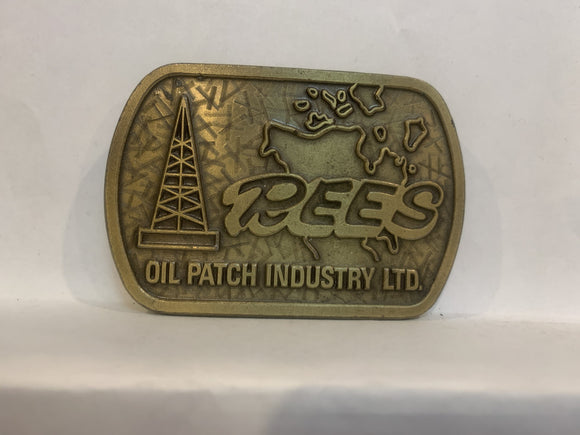 REES
OIL PATCH INDUSTRY LTD.